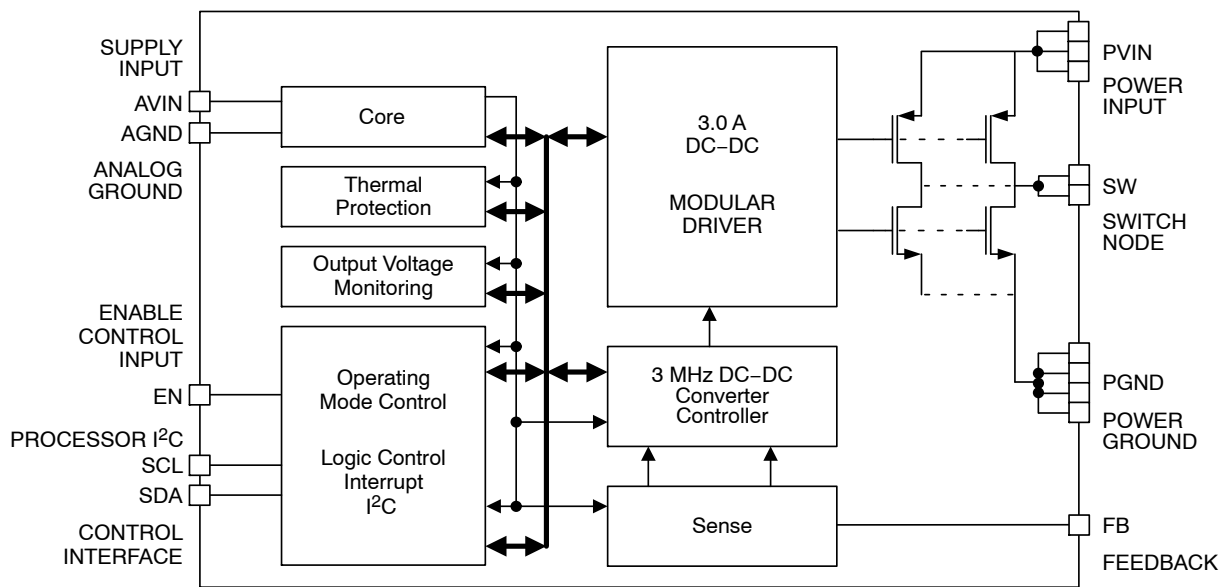 SUPPLY
INPUT
AVIN
AGND
ANALOG
GROUND
ENABLE
CONTROL
INPUT
EN
PROCESSOR I²C
SCL
SDA
CONTROL
INTERFACE
Core
Thermal
Protection
Output Voltage
Monitoring
Operating
Mode Control
Logic Control
Interrupt
I²C
3.0 A
DC−DC
MODULAR
DRIVER
3 MHz DC−DC
Converter
Controller
Sense
PVIN
POWER
INPUT
SW
SWITCH
NODE
PGND
POWER
GROUND
FB
FEEDBACK